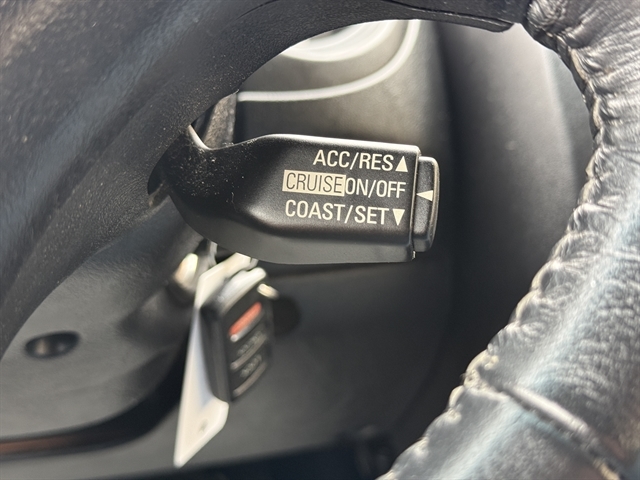 ACC/RES▲
CRUISE ON/OFF ◄
COAST/SET▼